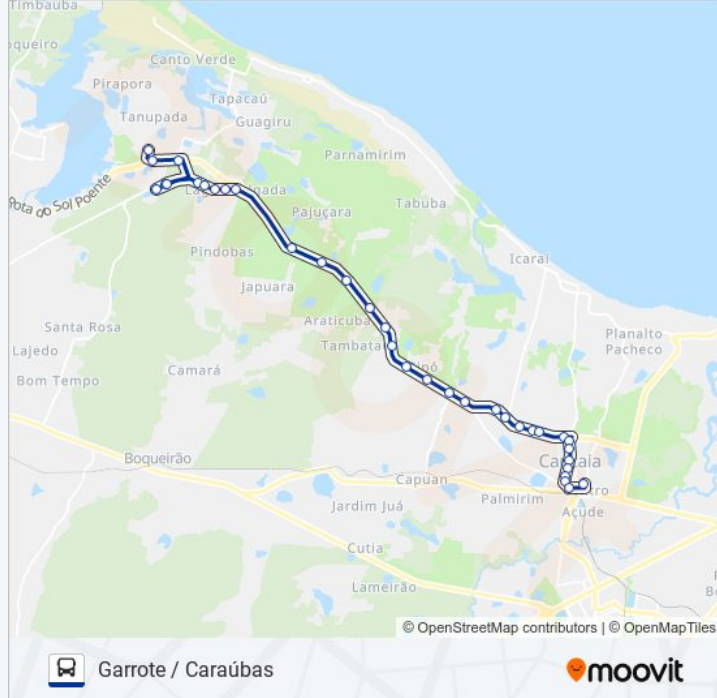 Timbaúba
Canto Verde
Pirapora
Tapacaú
Tanupada
Guagiru
Parnamirim
Rota do Sol Poente
Pajuçara
Tabuba
Pindobas
Icaraí
Japuara
Santa Rosa
Araticuba
Planalto
Pacheco
Lajedo
Tambata
Camará
Bom Tempo
Boqueirão
Capuan
Palmirim
Açude
Jardim Juá
Cutia
Lameirão
© OpenStreetMap contributors | © OpenMapTiles
Garrote / Caraúbas
moovit